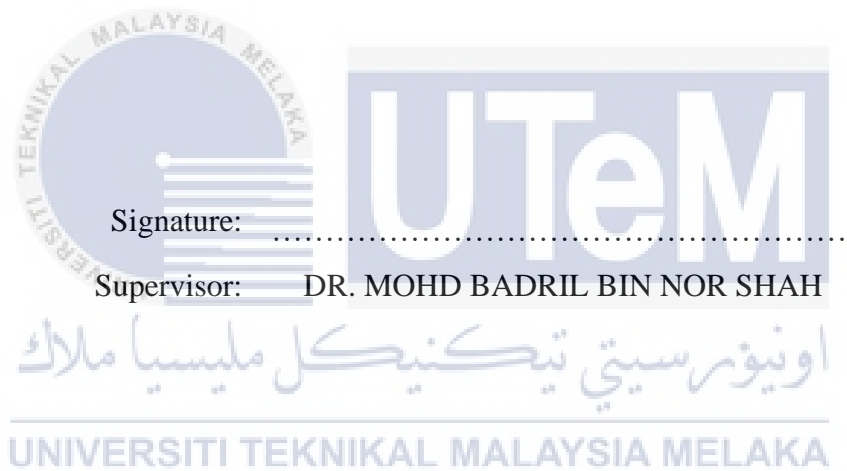 UNIVERSITI TEKNIKAL MALAYSIA MELAKA
UTeM
Signature: ………………………………………………
Supervisor: DR. MOHD BADRIL BIN NOR SHAH
اونيۏرسيتي تيكنيكل مليسيا ملاك
UNIVERSITI TEKNIKAL MALAYSIA MELAKA